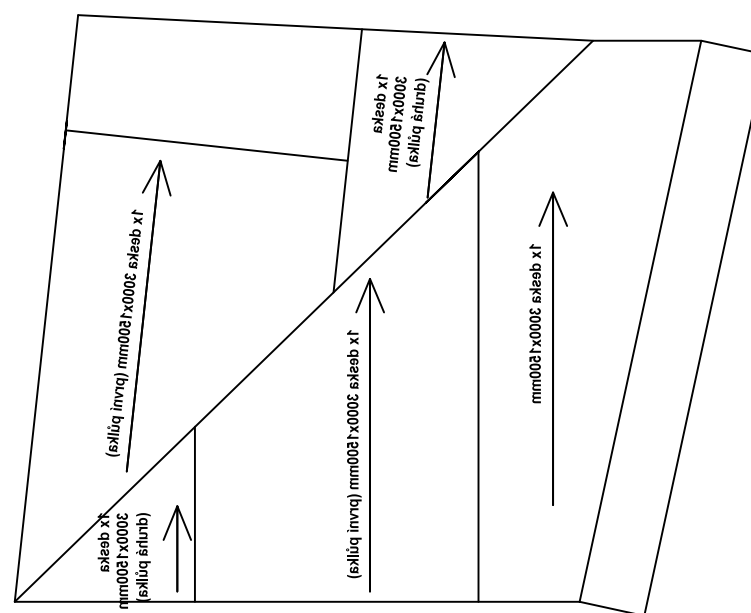 1x deska
3000x1500mm
(druhá půlka)
1x deska 3000x1500mm
1x deska 3000x1500mm (první půlka)
1x deska 3000x1500mm (první půlka)
1x deska
3000x1500mm
(druhá půlka)